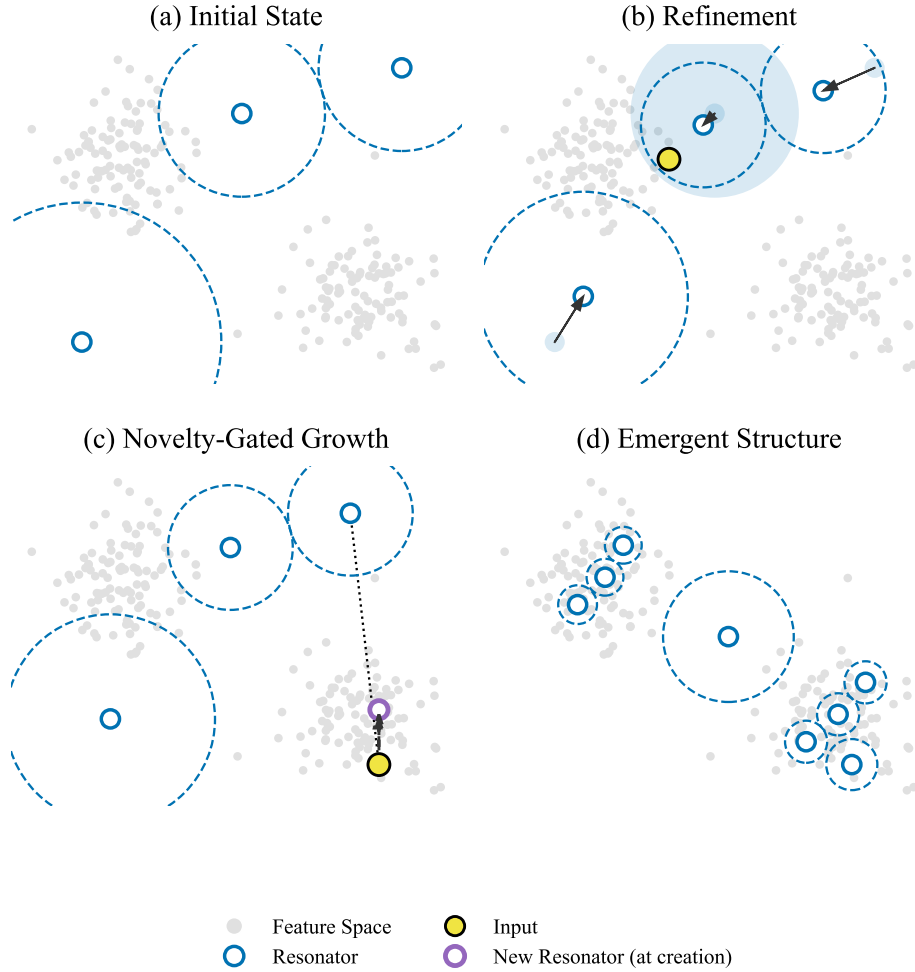 (a) Initial State
(b) Refinement
(c) Novelty-Gated Growth
(d) Emergent Structure
Feature Space
Input
Resonator
New Resonator (at creation)